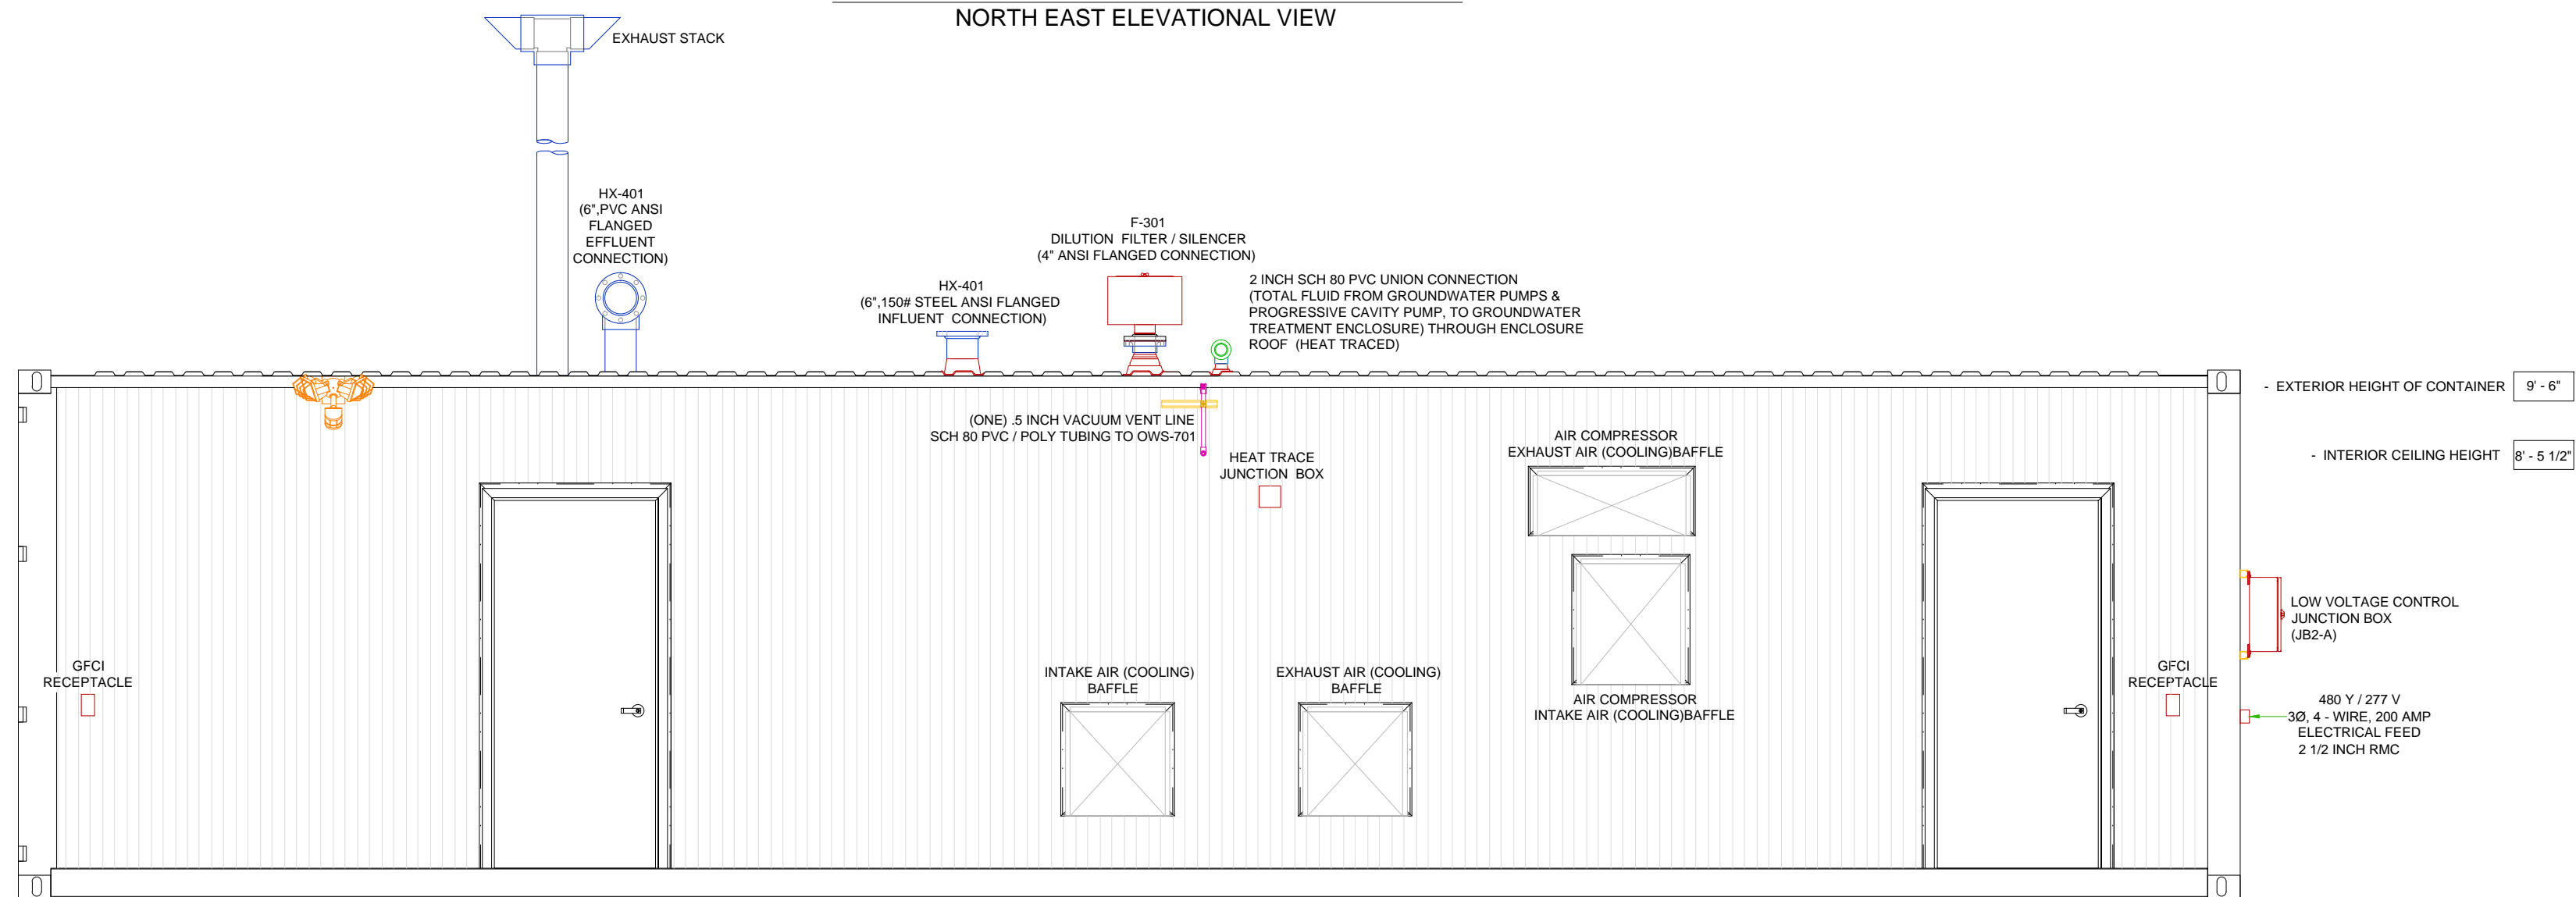 NORTH EAST ELEVATIONAL VIEW
EXHAUST STACK
HX-401
(6",PVC ANSI
FLANGED
EFFLUENT
CONNECTION)
HX-401
(6",150# STEEL ANSI FLANGED
INFLUENT CONNECTION)
F-301
DILUTION FILTER / SILENCER
(4" ANSI FLANGED CONNECTION)
2 INCH SCH 80 PVC UNION CONNECTION
(TOTAL FLUID FROM GROUNDWATER PUMPS &
PROGRESSIVE CAVITY PUMP, TO GROUNDWATER
TREATMENT ENCLOSURE) THROUGH ENCLOSURE
ROOF (HEAT TRACED)
- EXTERIOR HEIGHT OF CONTAINER 9' - 6"
- INTERIOR CEILING HEIGHT 8' - 5 1/2"
(ONE) .5 INCH VACUUM VENT LINE
SCH 80 PVC / POLY TUBING TO OWS-701
HEAT TRACE
JUNCTION BOX
AIR COMPRESSOR
EXHAUST AIR (COOLING)BAFFLE
AIR COMPRESSOR
INTAKE AIR (COOLING)BAFFLE
LOW VOLTAGE CONTROL
JUNCTION BOX
(JB2-A)
GFCI
RECEPTACLE
INTAKE AIR (COOLING)
BAFFLE
EXHAUST AIR (COOLING)
BAFFLE
GFCI
RECEPTACLE
480 Y / 277 V
3Ø, 4 - WIRE, 200 AMP
ELECTRICAL FEED
2 1/2 INCH RMC